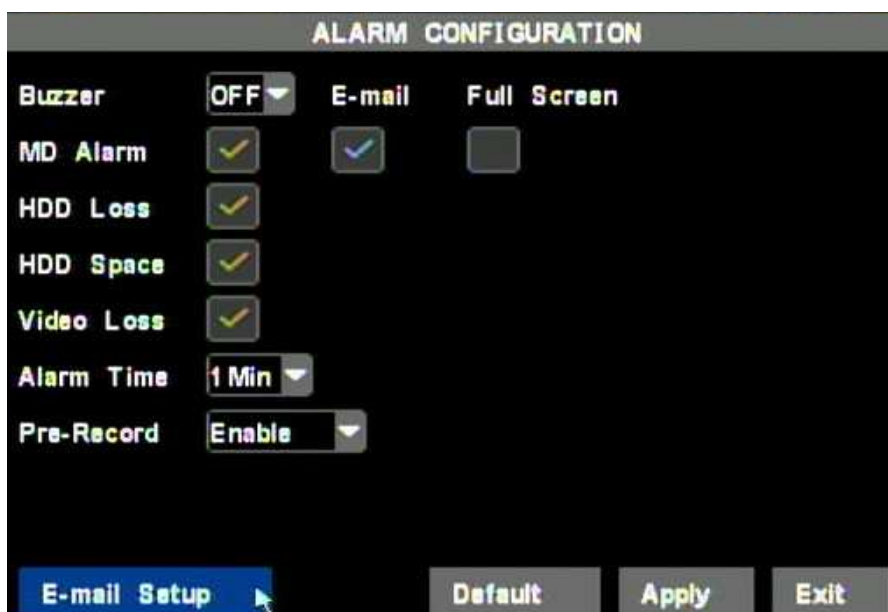 ALARM CONFIGURATION
Buzzer OFF E-mail Full Screen
MD Alarm
HDD Loss
HDD Space
Video Loss
Alarm Time 1 Min
Pre-Record Enable
E-mail Setup Default Apply Exit